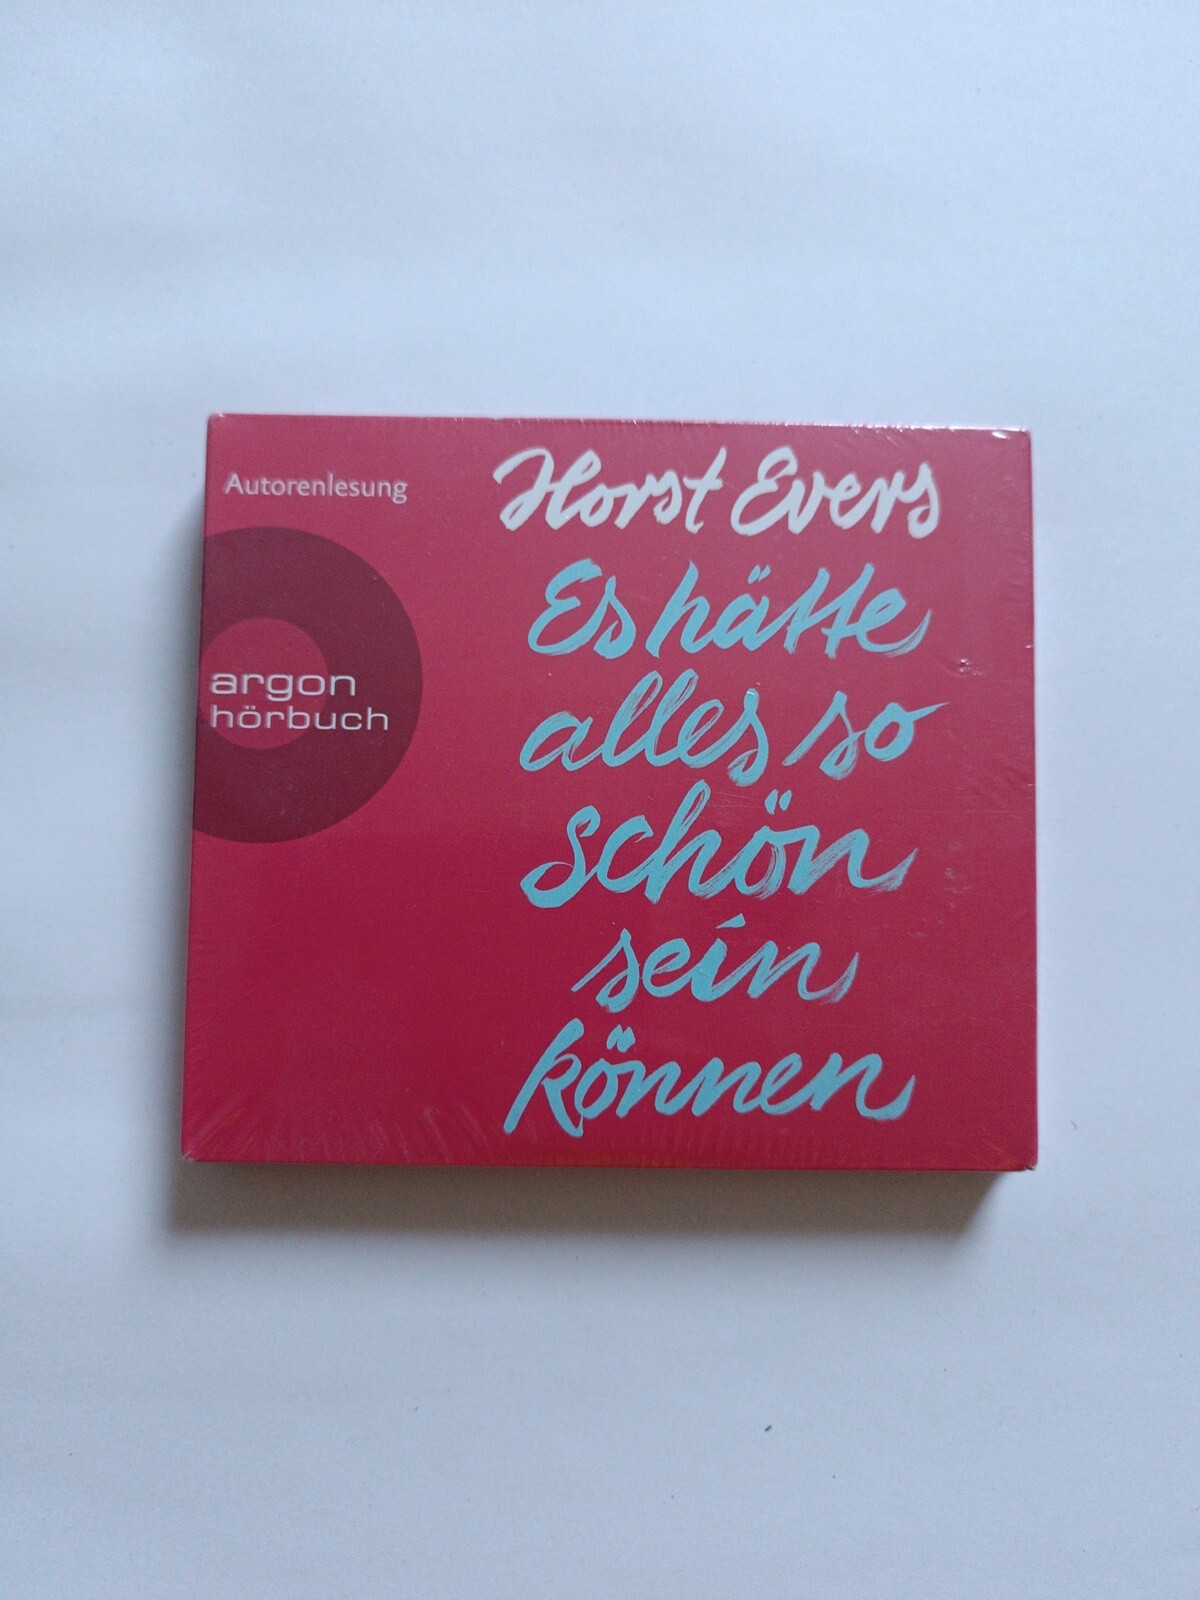 Autorenlesung
argon
hörbuch
Horst Evers
Es hätte
alles so
schön
sein
können